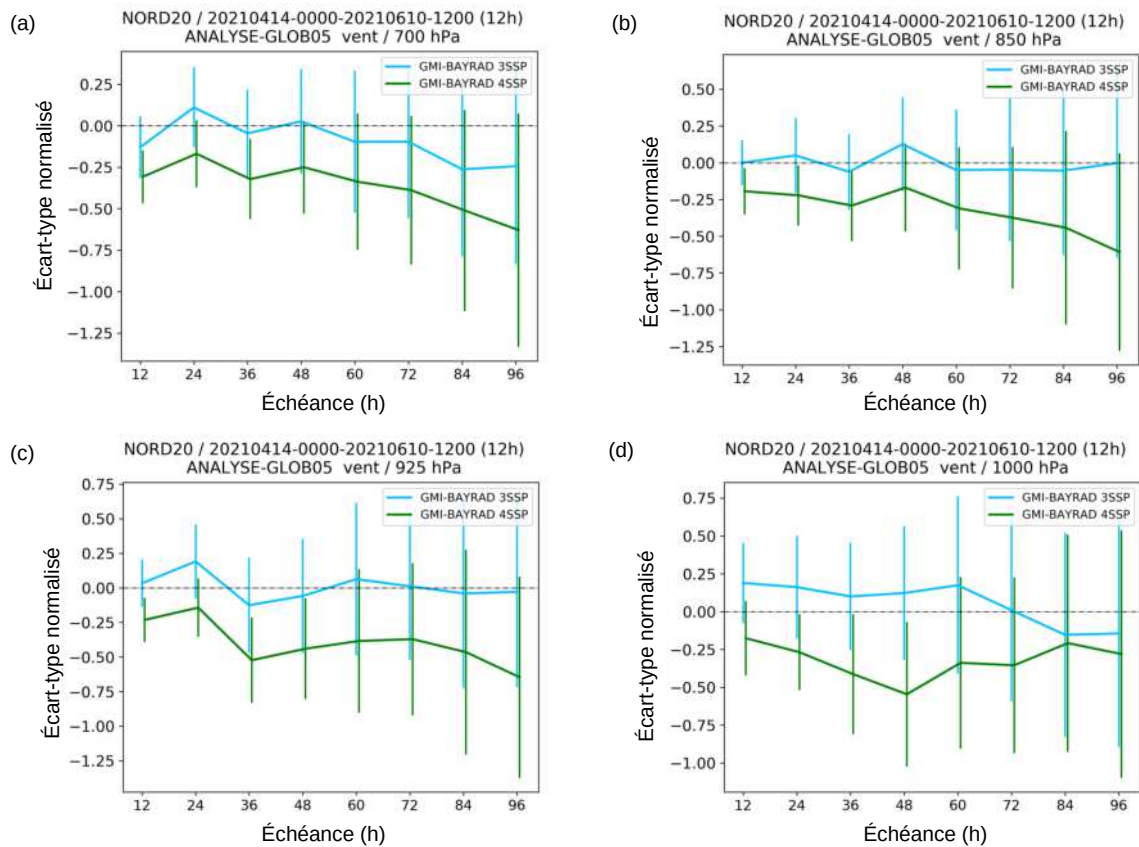 (a)
NORD20 / 20210414-0000-20210610-1200 (12h)
ANALYSE-GLOB05 vent / 700 hPa
GMI-BAYRAD 3SSP
GMI-BAYRAD 4SSP
Écart-type normalisé
0.25
0.00
−0.25
−0.50
−0.75
−1.00
−1.25
12 24 36 48 60 72 84 96
Échéance (h)
(b)
NORD20 / 20210414-0000-20210610-1200 (12h)
ANALYSE-GLOB05 vent / 850 hPa
GMI-BAYRAD 3SSP
GMI-BAYRAD 4SSP
Écart-type normalisé
0.50
0.25
0.00
−0.25
−0.50
−0.75
−1.00
−1.25
12 24 36 48 60 72 84 96
Échéance (h)
(c)
NORD20 / 20210414-0000-20210610-1200 (12h)
ANALYSE-GLOB05 vent / 925 hPa
GMI-BAYRAD 3SSP
GMI-BAYRAD 4SSP
Écart-type normalisé
0.75
0.50
0.25
0.00
−0.25
−0.50
−0.75
−1.00
−1.25
12 24 36 48 60 72 84 96
Échéance (h)
(d)
NORD20 / 20210414-0000-20210610-1200 (12h)
ANALYSE-GLOB05 vent / 1000 hPa
GMI-BAYRAD 3SSP
GMI-BAYRAD 4SSP
Écart-type normalisé
0.75
0.50
0.25
0.00
−0.25
−0.50
−0.75
−1.00
12 24 36 48 60 72 84 96
Échéance (h)